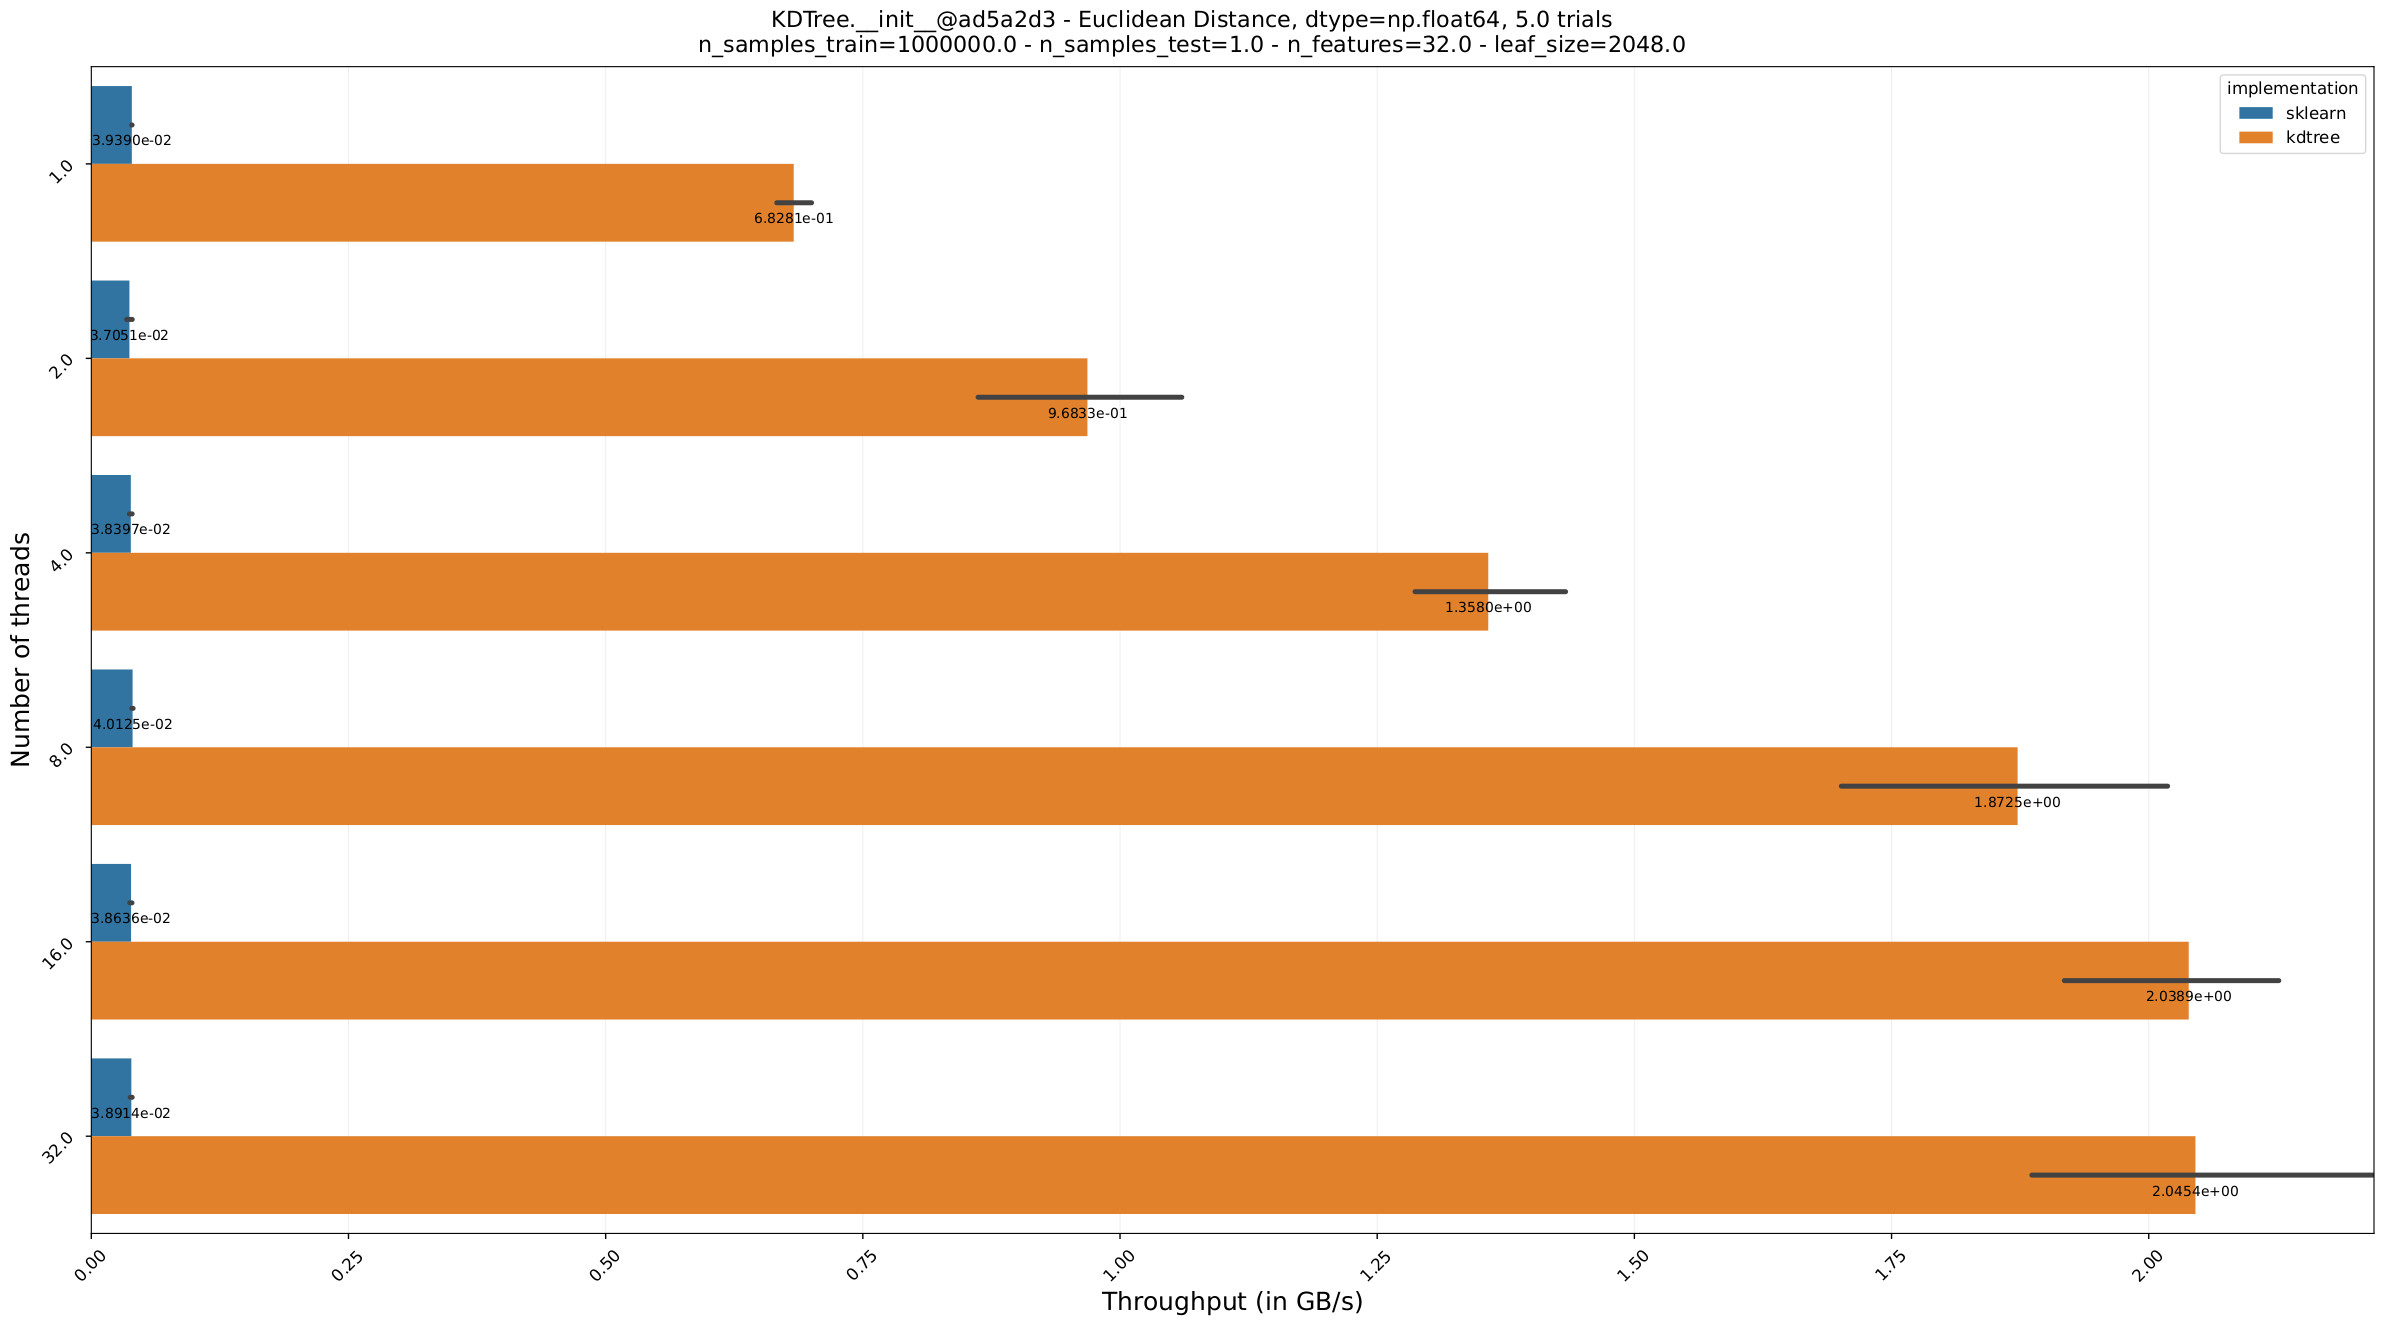 KDTree.__init__@ad5a2d3 - Euclidean Distance, dtype=np.float64, 5.0 trials
n_samples_train=1000000.0 - n_samples_test=1.0 - n_features=32.0 - leaf_size=2048.0
implementation
sklearn
kdtree
Number of threads
1.0
3.9390e-02
6.8281e-01
2.0
3.7051e-02
9.6833e-01
4.0
3.8397e-02
1.3580e+00
8.0
4.0125e-02
1.8725e+00
16.0
3.8636e-02
2.0389e+00
32.0
3.8914e-02
2.0454e+00
0.00
0.25
0.50
0.75
1.00
1.25
1.50
1.75
2.00
Throughput (in GB/s)